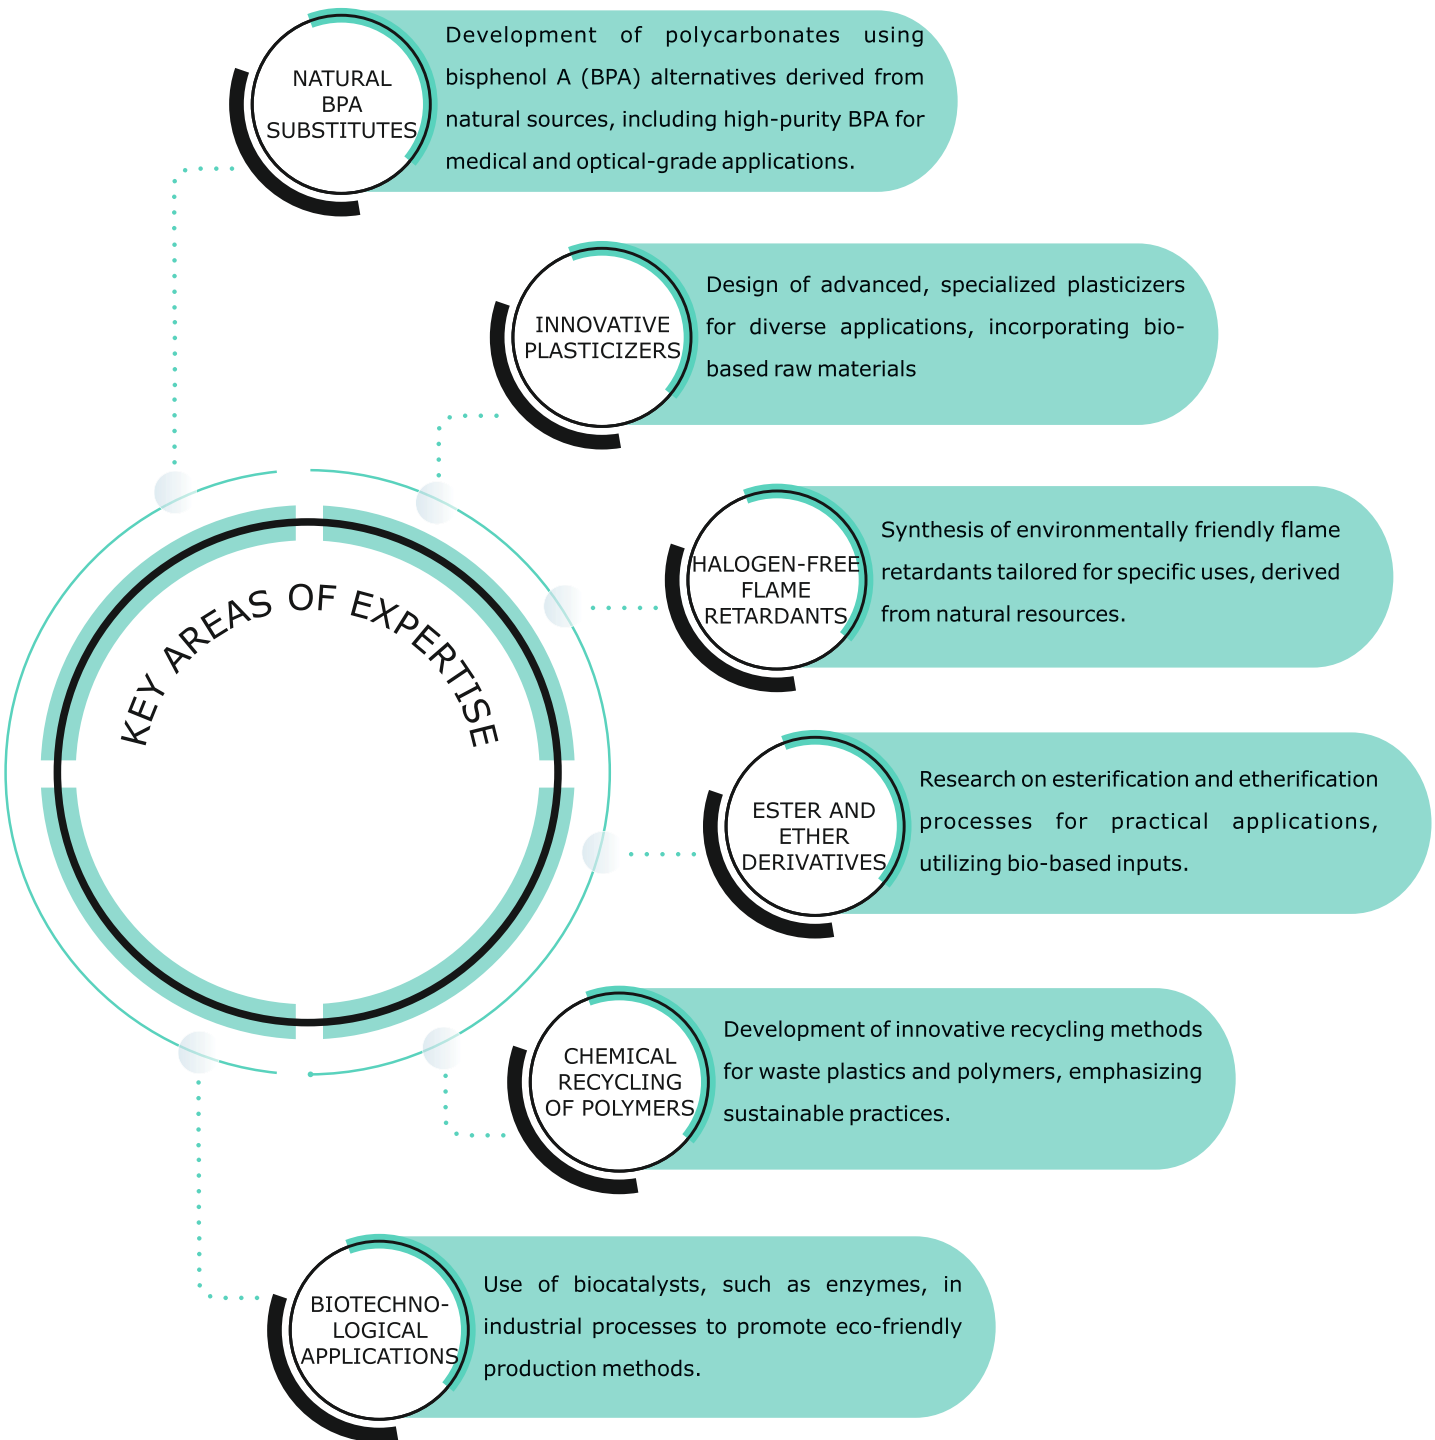 NATURAL
BPA
SUBSTITUTES
Development of polycarbonates using
bisphenol A (BPA) alternatives derived from
natural sources, including high-purity BPA for
medical and optical-grade applications.
INNOVATIVE
PLASTICIZERS
Design of advanced, specialized plasticizers
for diverse applications, incorporating bio-
based raw materials
KEY AREAS OF EXPERTISE
HALOGEN-FREE
FLAME
RETARDANTS
Synthesis of environmentally friendly flame
retardants tailored for specific uses, derived
from natural resources.
ESTER AND
ETHER
DERIVATIVES
Research on esterification and etherification
processes for practical applications,
utilizing bio-based inputs.
CHEMICAL
RECYCLING
OF POLYMERS
Development of innovative recycling methods
for waste plastics and polymers, emphasizing
sustainable practices.
BIOTECHNO-
LOGICAL
APPLICATIONS
Use of biocatalysts, such as enzymes, in
industrial processes to promote eco-friendly
production methods.